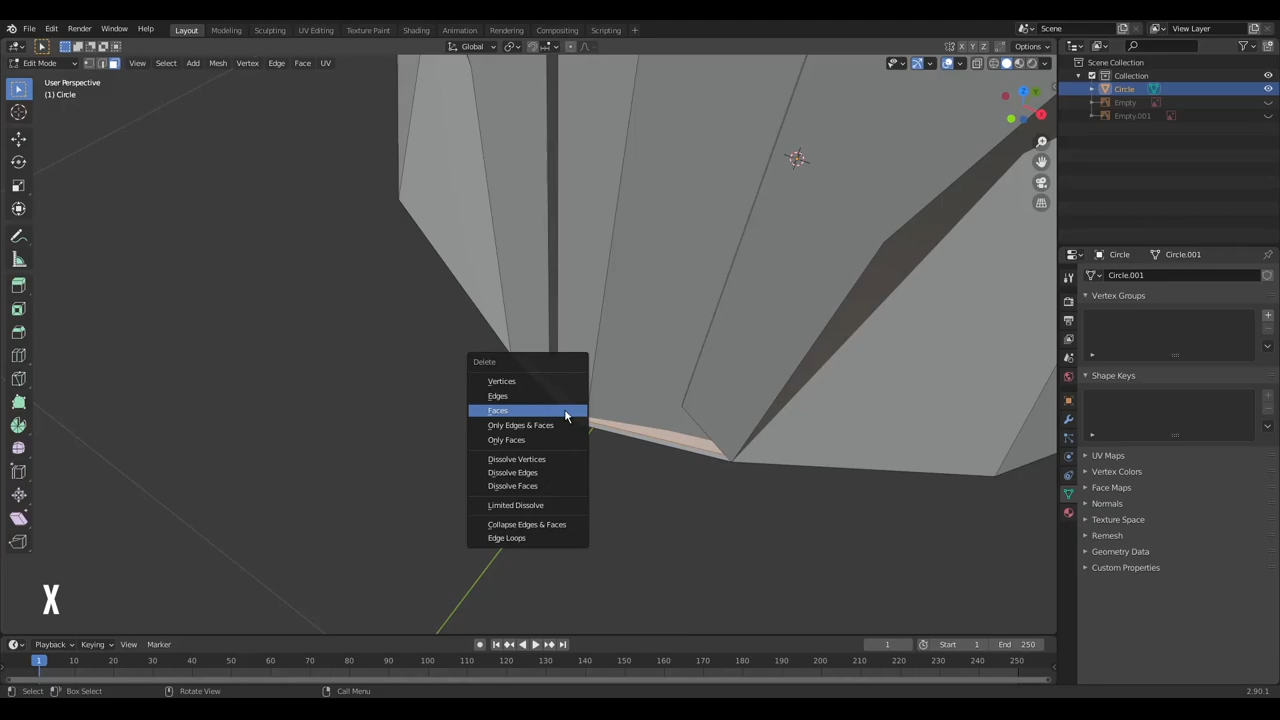 File Edit Render Window Help Layout Modeling Sculpting UV Editing Texture Paint Shading Animation Rendering Compositing Scripting Scene View Layer
Global Options
Edit Mode View Select Add Mesh Vertex Edge Face UV
User Perspective
(1) Circle
Scene Collection
Collection
Circle
Empty
Empty.001
Circle Circle.001
Circle.001
Vertex Groups
Shape Keys
UV Maps
Vertex Colors
Face Maps
Normals
Texture Space
Remesh
Geometry Data
Custom Properties
Delete
Vertices
Edges
Faces
Only Edges & Faces
Only Faces
Dissolve Vertices
Dissolve Edges
Dissolve Faces
Limited Dissolve
Collapse Edges & Faces
Edge Loops
X
Playback Keying View Marker 1 Start 1 End 250
1 10 20 30 40 50 60 70 80 90 100 110 120 130 140 150 160 170 180 190 200 210 220 230 240 250
Select Box Select Rotate View Call Menu 2.90.1